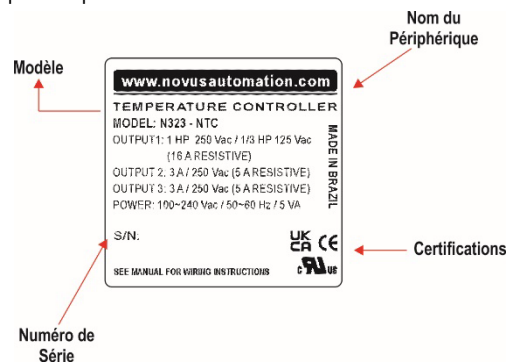 Nom du
Périphérique
Modèle
www.novusautomation.com
TEMPERATURE CONTROLLER
MODEL: N323 - NTC
OUTPUT1: 1 HP 250 Vac / 1/3 HP 125 Vac
(16 A RESISTIVE)
OUTPUT 2: 3 A / 250 Vac (5 A RESISTIVE)
OUTPUT 3: 3 A / 250 Vac (5 A RESISTIVE)
POWER: 100~240 Vac / 50~60 Hz / 5 VA
MADE IN BRAZIL
S/N:
UK
CA CE
Certifications
SEE MANUAL FOR WIRING INSTRUCTIONS
C US
Numéro de
Série